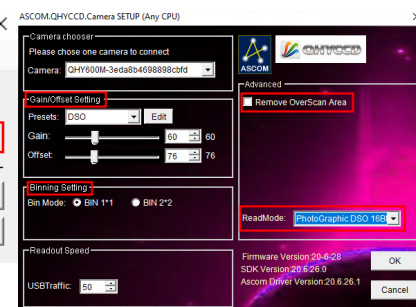 ASCOM.QHYCCD.Camera SETUP (Any CPU)
Camera chooser
Please chose one camera to connect
Camera: QHY600M-3eda8b4698898cbfd
ASCOM
QHYCCD
Gain/Offset Setting
Presets: DSO Edit
Gain: 60 60
Offset: 76 76
Advanced
Remove OverScan Area
Binning Setting
Bin Mode: BIN 1*1 BIN 2*2
ReadMode: PhotoGraphic DSO 16B
Readout Speed
USBTraffic: 50
Firmware Version:20-6-28
SDK Version:20.6.26.0
Ascom Driver Version:20.6.26.1
OK
Cancel